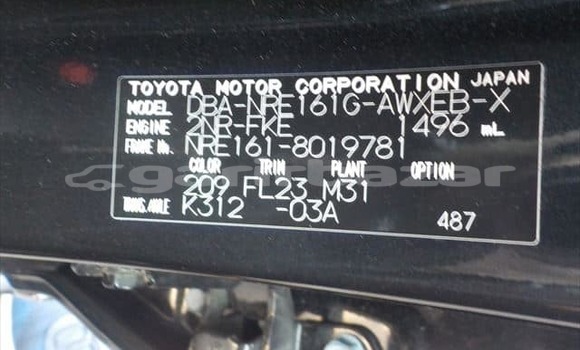 TOYOTA MOTOR CORPORATION JAPAN
MODEL DBA-NRE161G-AWXEB-X
ENGINE 2NR-FKE 1496 mL
FRAME No. NRE161-8019781
COLOR TRIM PLANT OPTION
209 FL23 M31
TRANS.AXLE K312 -03A 487